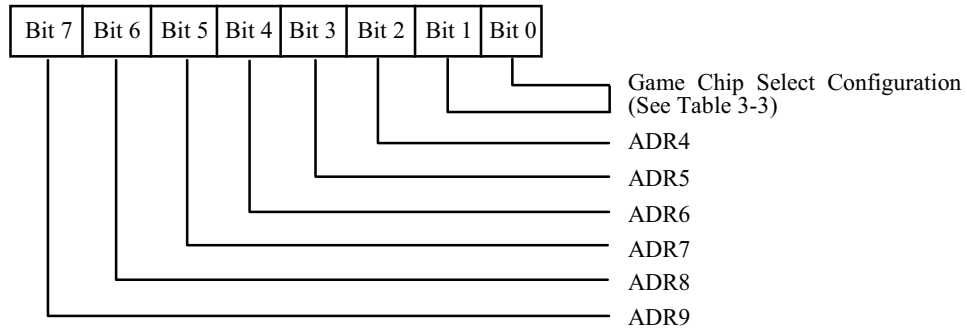 Bit 7 Bit 6 Bit 5 Bit 4 Bit 3 Bit 2 Bit 1 Bit 0
Game Chip Select Configuration
(See Table 3-3)
ADR4
ADR5
ADR6
ADR7
ADR8
ADR9